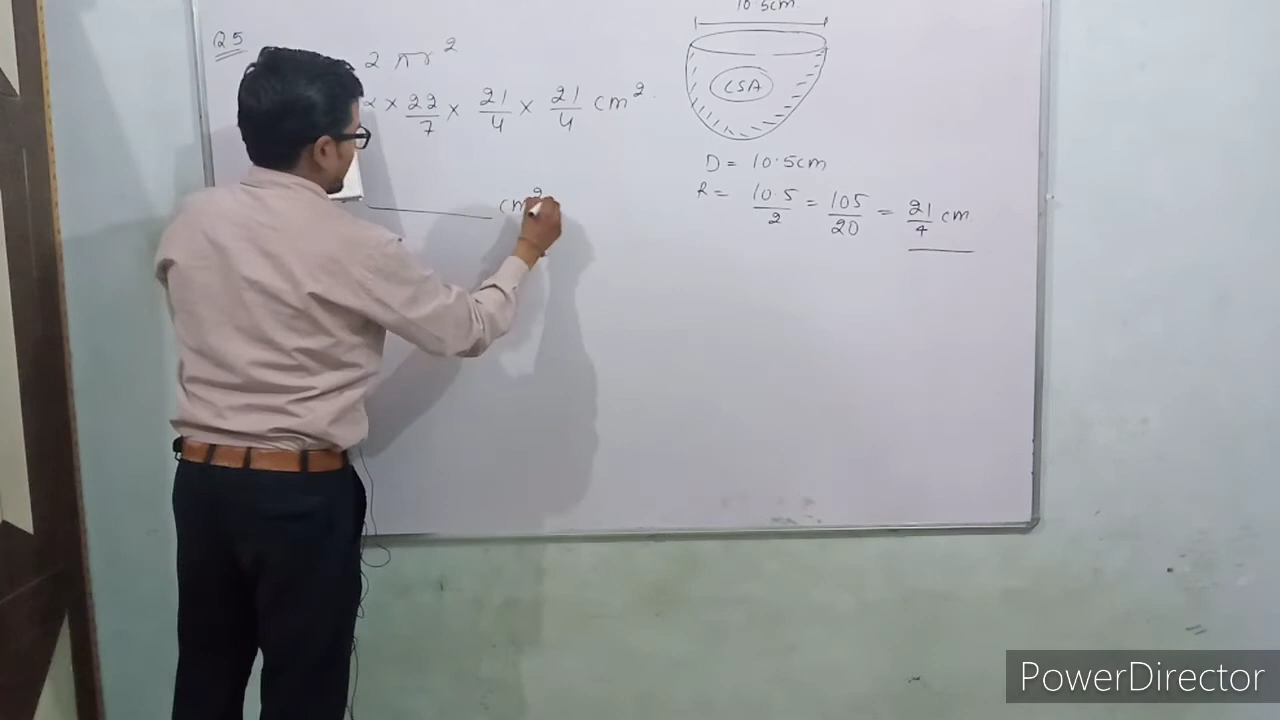 Q5
2 πr²
2 × 22/7 × 21/4 × 21/4 cm²
cm²
10.5cm
CSA
D = 10.5cm
R = 10.5/2 = 105/20 = 21/4 cm
PowerDirector